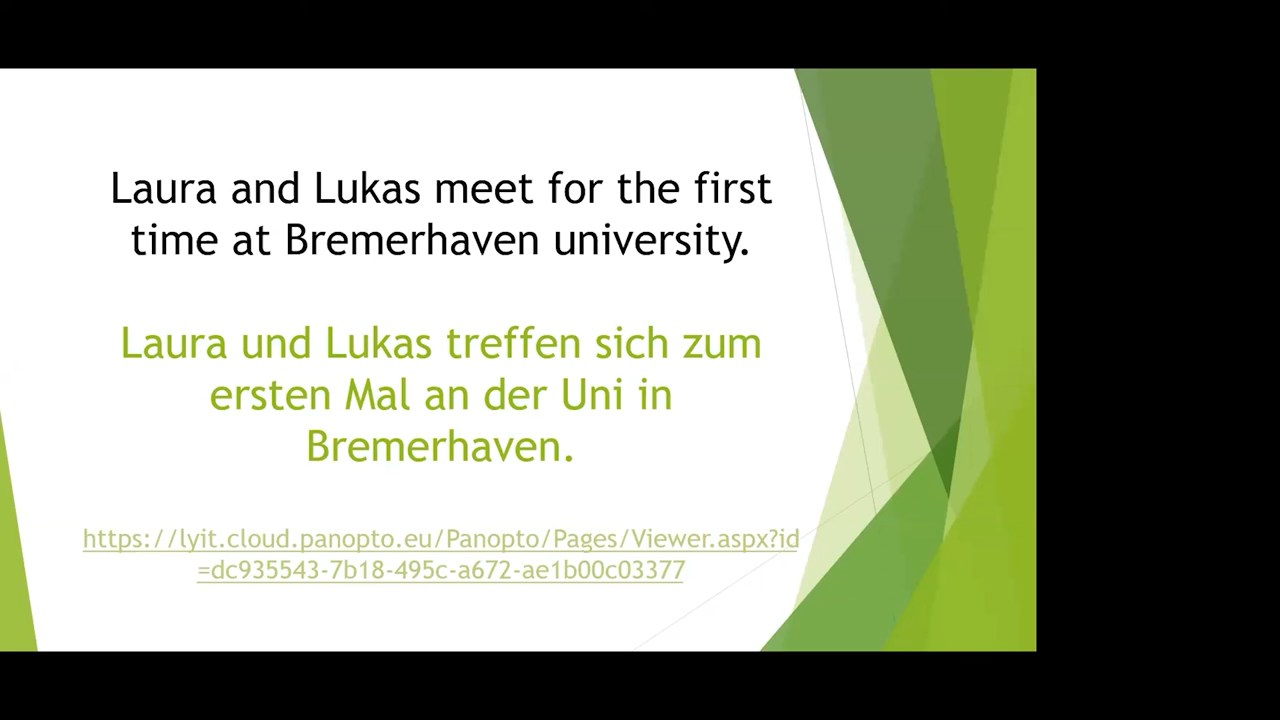 Laura and Lukas meet for the first
time at Bremerhaven university.
Laura und Lukas treffen sich zum
ersten Mal an der Uni in
Bremerhaven.
https://lyit.cloud.panopto.eu/Panopto/Pages/Viewer.aspx?id
=dc935543-7b18-495c-a672-ae1b00c03377